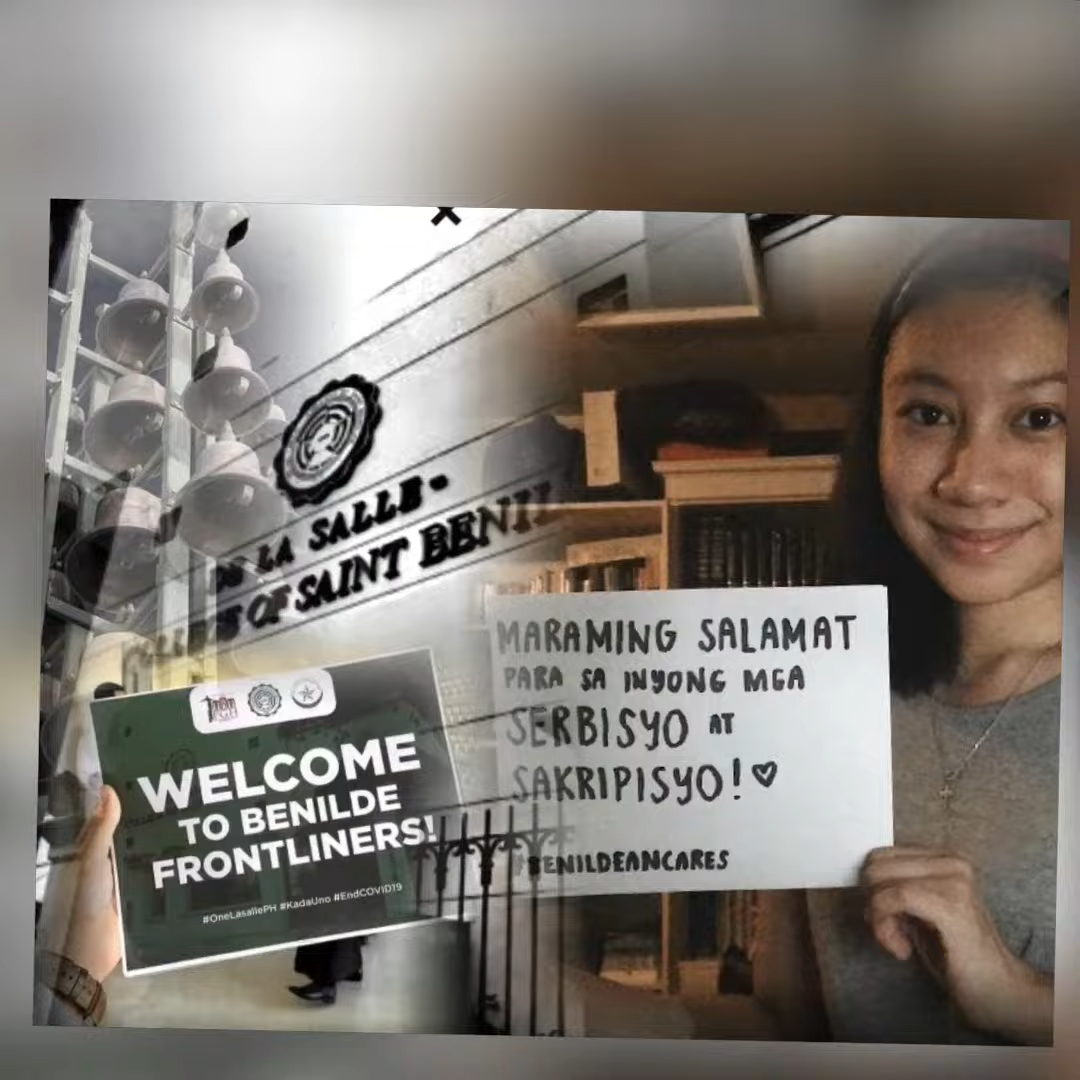 LA SALLE-
OF SAINT BENIL
WELCOME
TO BENILDE
FRONTLINERS!
#OneLasallePH #KadaUno #EndCOVID19
MARAMING SALAMAT
PARA SA INYONG MGA
SERBISYO AT
SAKRIPISYO! ♡
#BENILDEANCARES